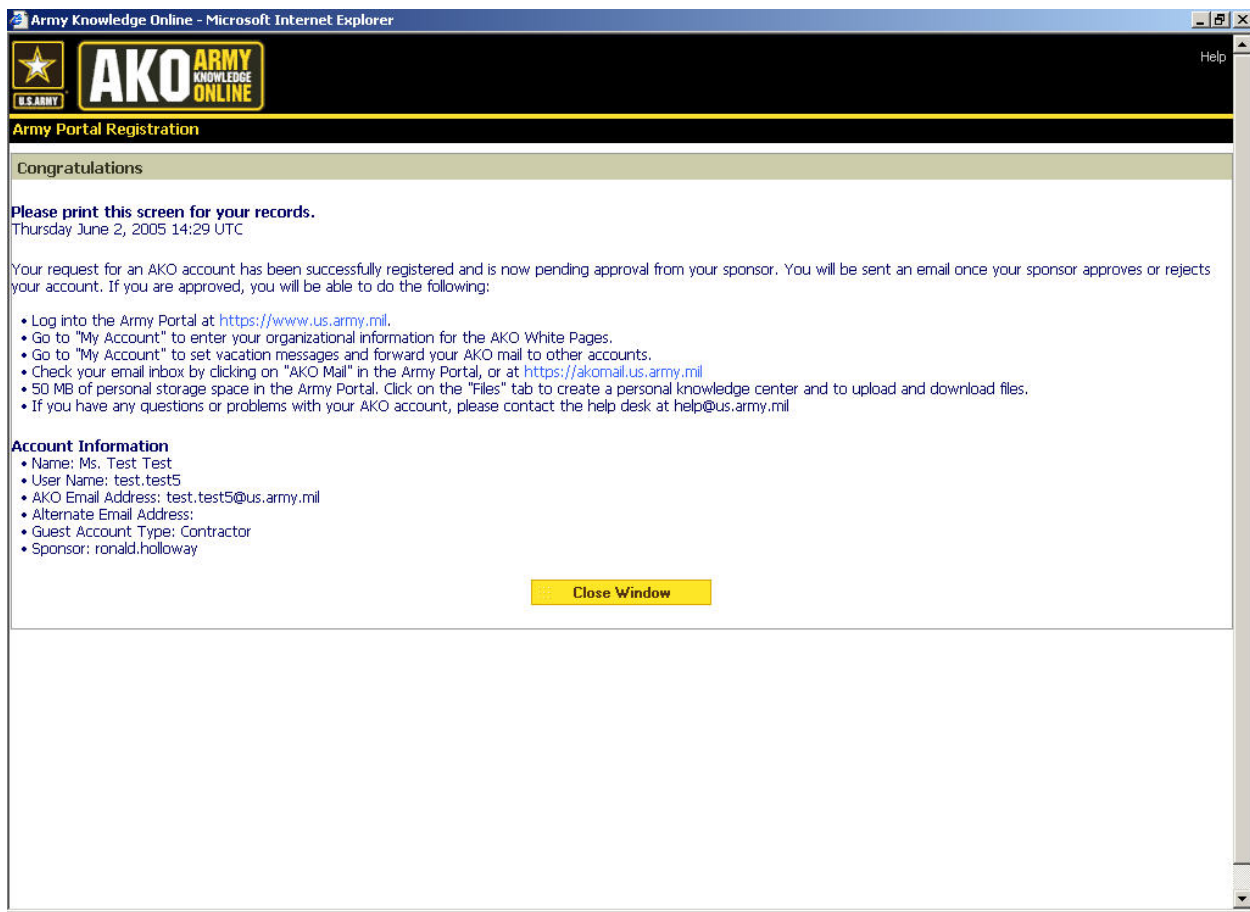 Army Knowledge Online - Microsoft Internet Explorer
U.S.ARMY
AKO ARMY KNOWLEDGE ONLINE
Help
Army Portal Registration
Congratulations
Please print this screen for your records.
Thursday June 2, 2005 14:29 UTC
Your request for an AKO account has been successfully registered and is now pending approval from your sponsor. You will be sent an email once your sponsor approves or rejects
your account. If you are approved, you will be able to do the following:
• Log into the Army Portal at https://www.us.army.mil.
• Go to "My Account" to enter your organizational information for the AKO White Pages.
• Go to "My Account" to set vacation messages and forward your AKO mail to other accounts.
• Check your email inbox by clicking on "AKO Mail" in the Army Portal, or at https://akomail.us.army.mil
• 50 MB of personal storage space in the Army Portal. Click on the "Files" tab to create a personal knowledge center and to upload and download files.
• If you have any questions or problems with your AKO account, please contact the help desk at help@us.army.mil
Account Information
• Name: Ms. Test Test
• User Name: test.test5
• AKO Email Address: test.test5@us.army.mil
• Alternate Email Address:
• Guest Account Type: Contractor
• Sponsor: ronald.holloway
Close Window